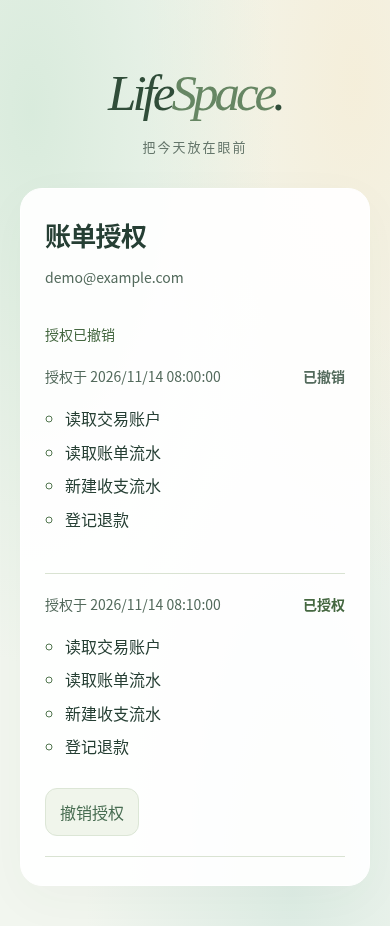 LifeSpace.
把今天放在眼前
账单授权
demo@example.com
授权已撤销
授权于 2026/11/14 08:00:00 已撤销
读取交易账户
读取账单流水
新建收支流水
登记退款
授权于 2026/11/14 08:10:00 已授权
读取交易账户
读取账单流水
新建收支流水
登记退款
撤销授权